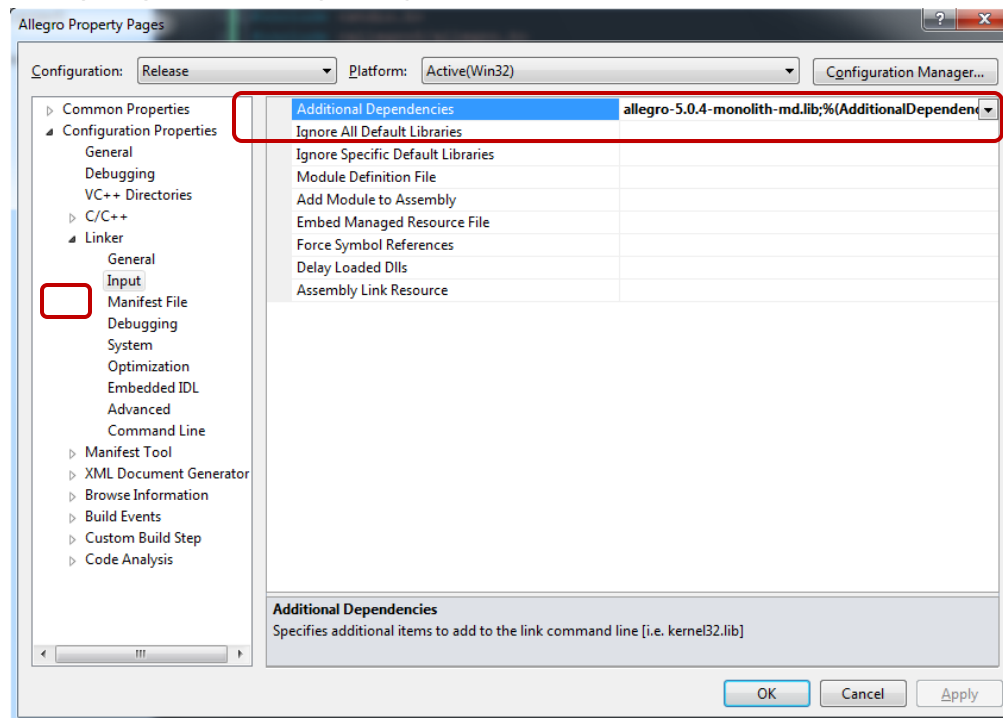 Allegro Property Pages
Configuration: Release Platform: Active(Win32) Configuration Manager...
Common Properties
Configuration Properties
General
Debugging
VC++ Directories
C/C++
Linker
General
Input
Manifest File
Debugging
System
Optimization
Embedded IDL
Advanced
Command Line
Manifest Tool
XML Document Generator
Browse Information
Build Events
Custom Build Step
Code Analysis
Additional Dependencies allegro-5.0.4-monolith-md.lib;%(AdditionalDependen
Ignore All Default Libraries
Ignore Specific Default Libraries
Module Definition File
Add Module to Assembly
Embed Managed Resource File
Force Symbol References
Delay Loaded Dlls
Assembly Link Resource
Additional Dependencies
Specifies additional items to add to the link command line [i.e. kernel32.lib]
OK Cancel Apply